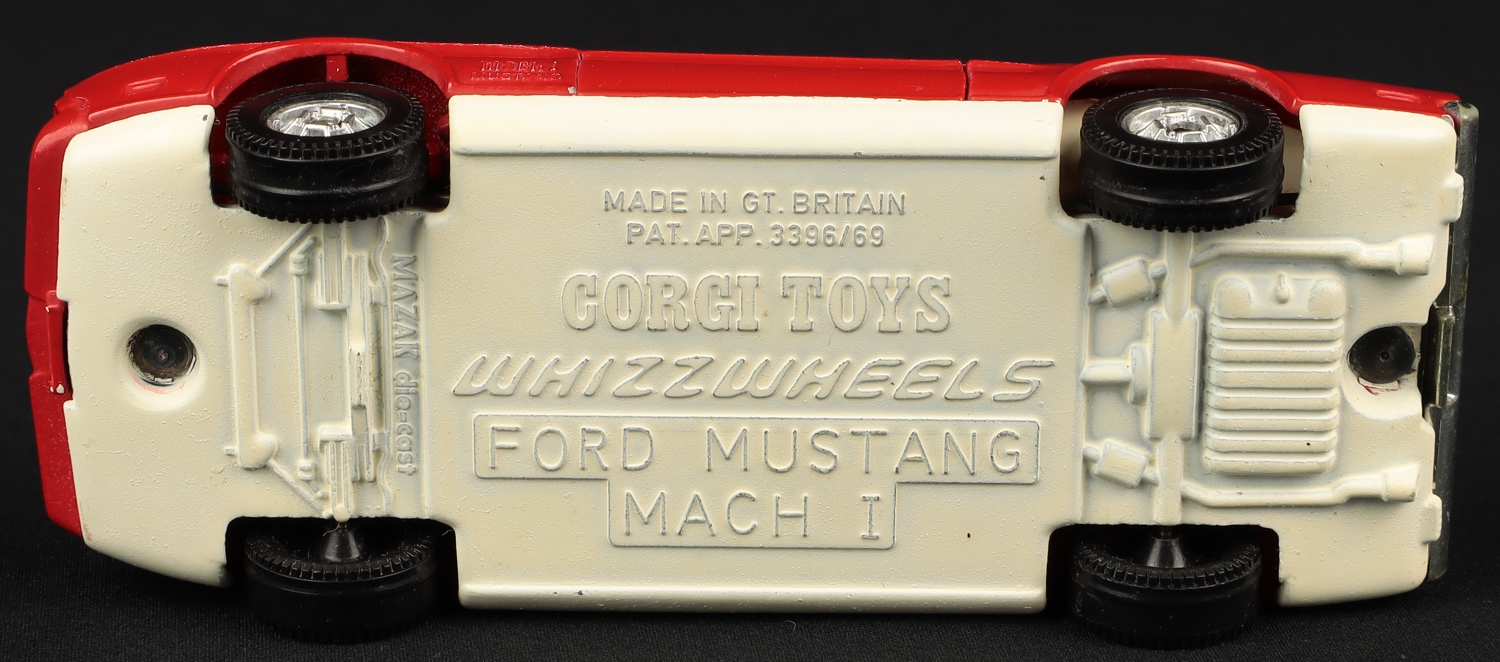 MADE IN GT. BRITAIN
PAT. APP. 3396/69
CORGI TOYS
WHIZZWHEELS
FORD MUSTANG
MACH I
MAZAK die=cast